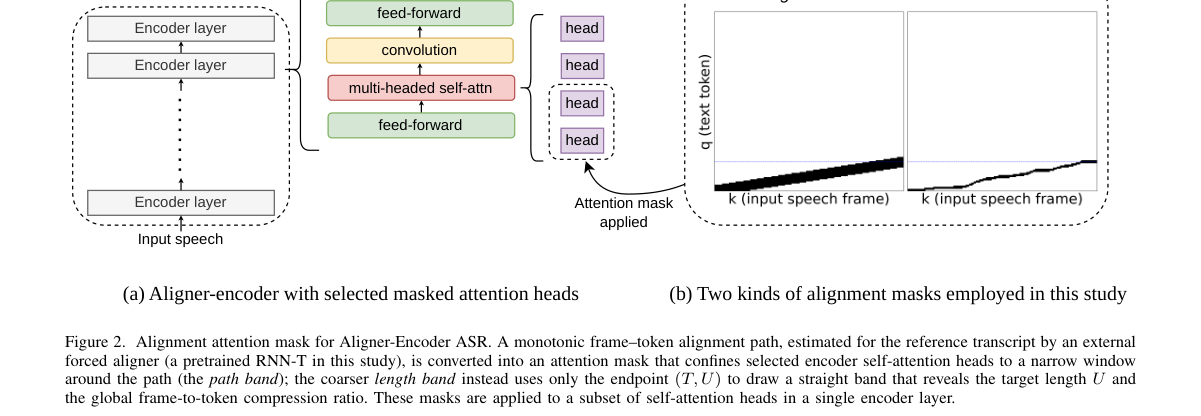 feed-forward
convolution
multi-headed self-attn
feed-forward
Encoder layer
Encoder layer
Encoder layer
Input speech
head
head
head
head
Attention mask
applied
q (text token)
k (input speech frame)
k (input speech frame)
(a) Aligner-encoder with selected masked attention heads
(b) Two kinds of alignment masks employed in this study
Figure 2. Alignment attention mask for Aligner-Encoder ASR. A monotonic frame–token alignment path, estimated for the reference transcript by an external
forced aligner (a pretrained RNN-T in this study), is converted into an attention mask that confines selected encoder self-attention heads to a narrow window
around the path (the path band); the coarser length band instead uses only the endpoint (T, U) to draw a straight band that reveals the target length U and
the global frame-to-token compression ratio. These masks are applied to a subset of self-attention heads in a single encoder layer.